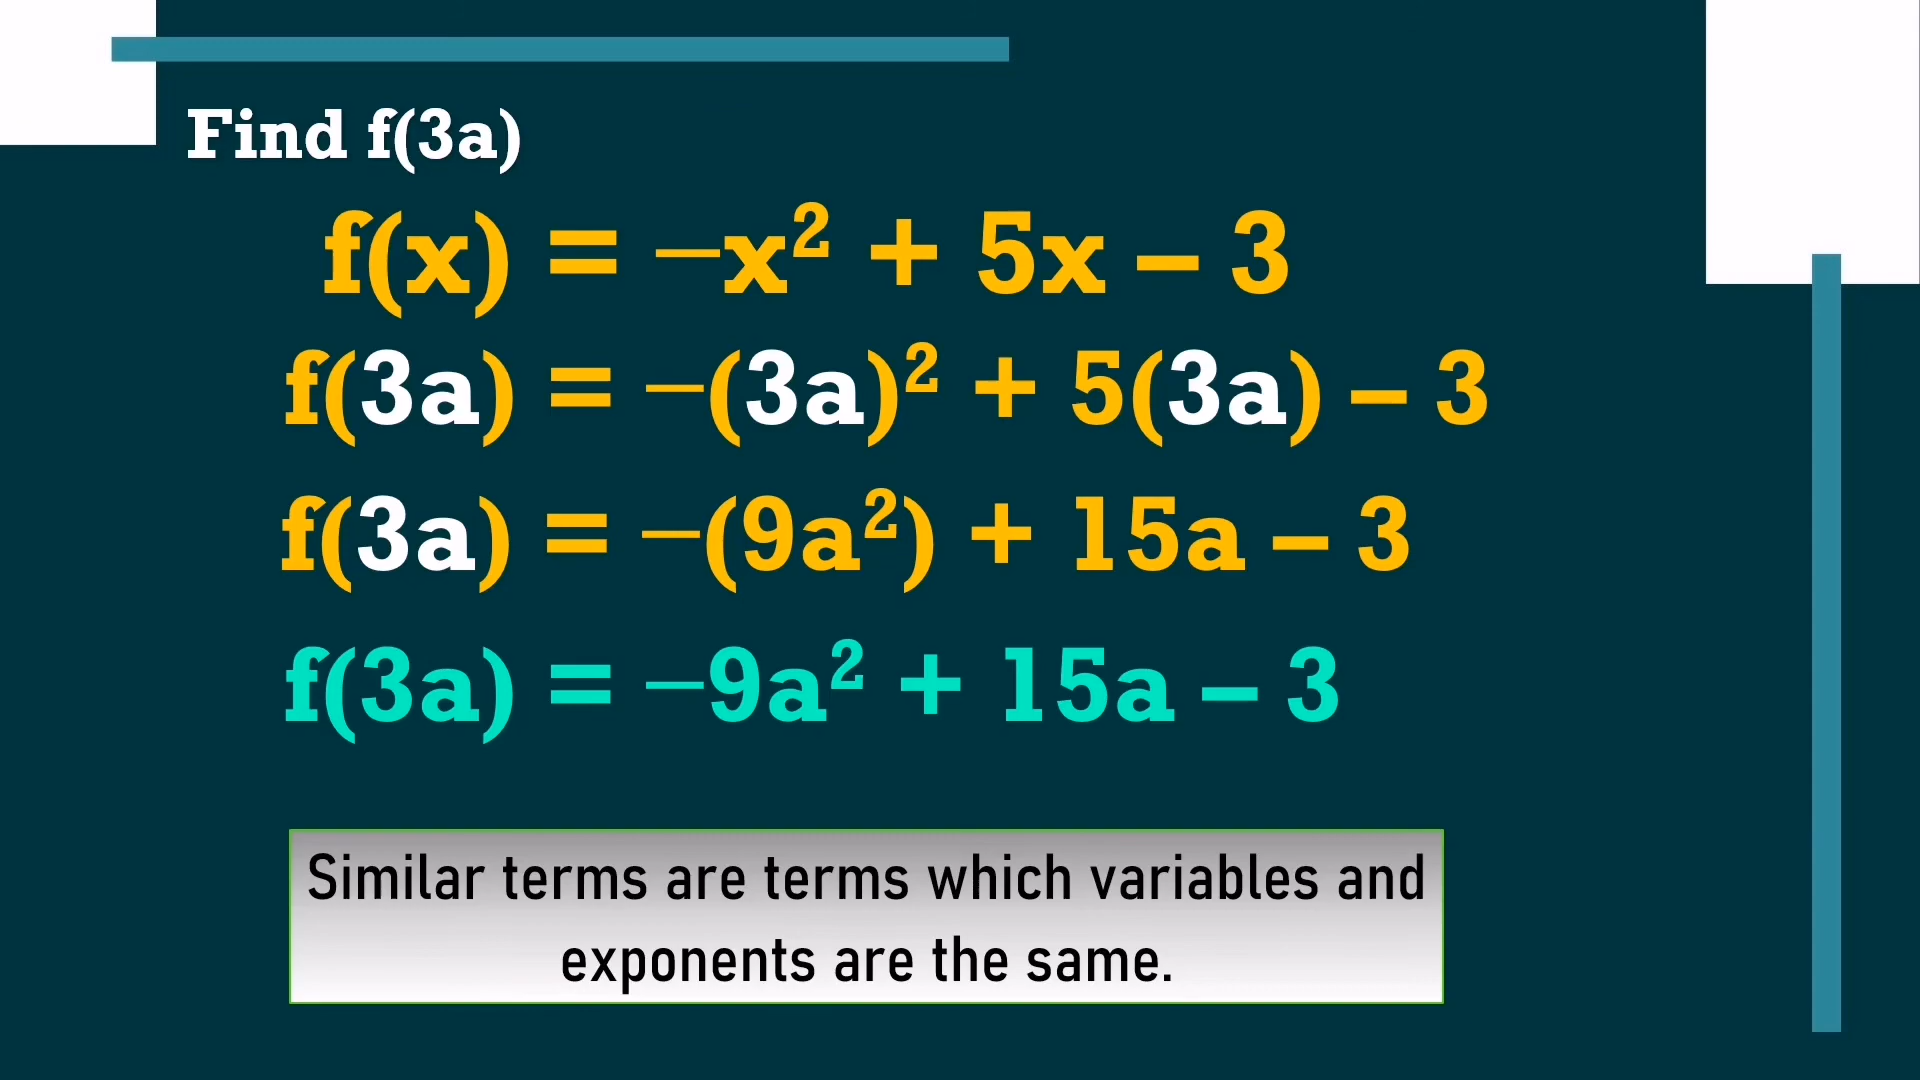 Find f(3a)
f(x) = –x² + 5x – 3
f(3a) = –(3a)² + 5(3a) – 3
f(3a) = –(9a²) + 15a – 3
f(3a) = –9a² + 15a – 3
Similar terms are terms which variables and
exponents are the same.